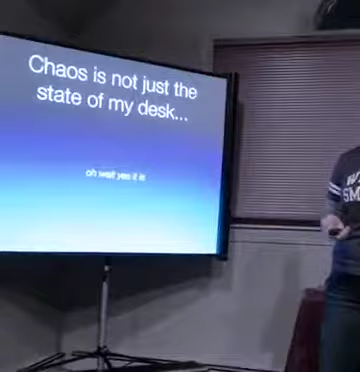 Chaos is not just the
state of my desk...
oh wait yes it is